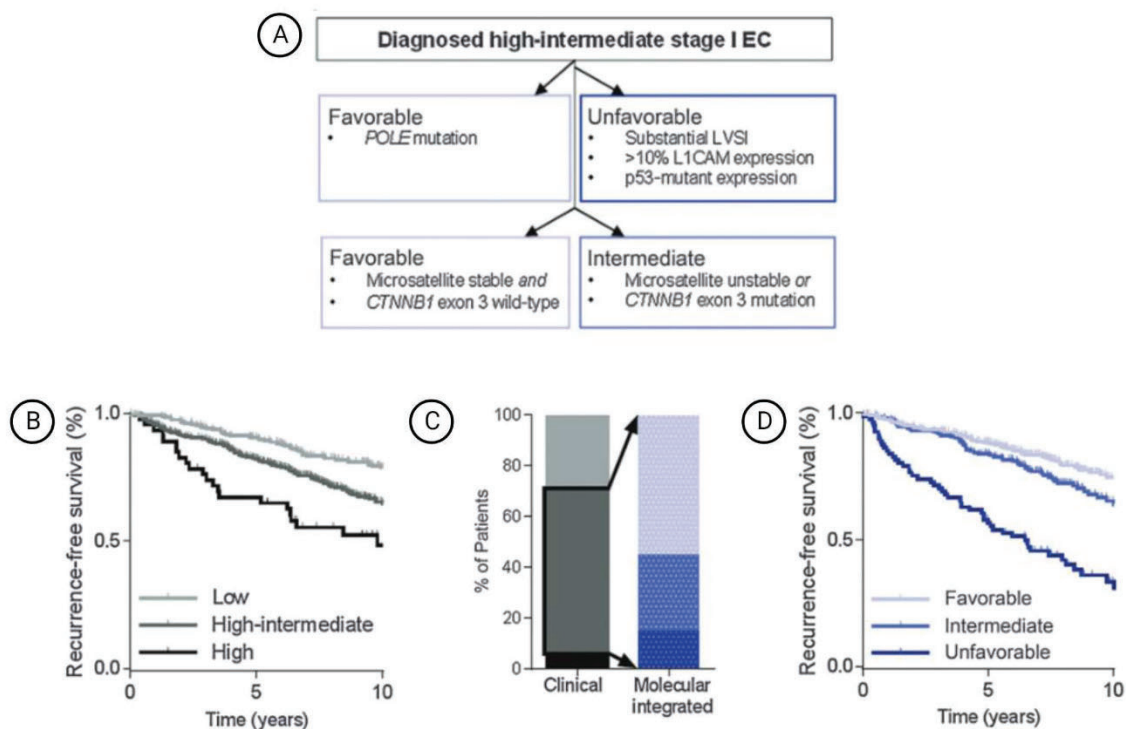 A
Diagnosed high-intermediate stage I EC
Favorable
• POLE mutation
Unfavorable
• Substantial LVSI
• >10% L1CAM expression
• p53-mutant expression
Favorable
• Microsatellite stable and
• CTNNB1 exon 3 wild-type
Intermediate
• Microsatellite unstable or
• CTNNB1 exon 3 mutation
B
Recurrence-free survival (%)
1.0
0.5
0.0
Low
High-intermediate
High
0
5
10
Time (years)
C
% of Patients
100
80
60
40
20
0
Clinical
Molecular
integrated
D
Recurrence-free survival (%)
1.0
0.5
0.0
Favorable
Intermediate
Unfavorable
0
5
10
Time (years)